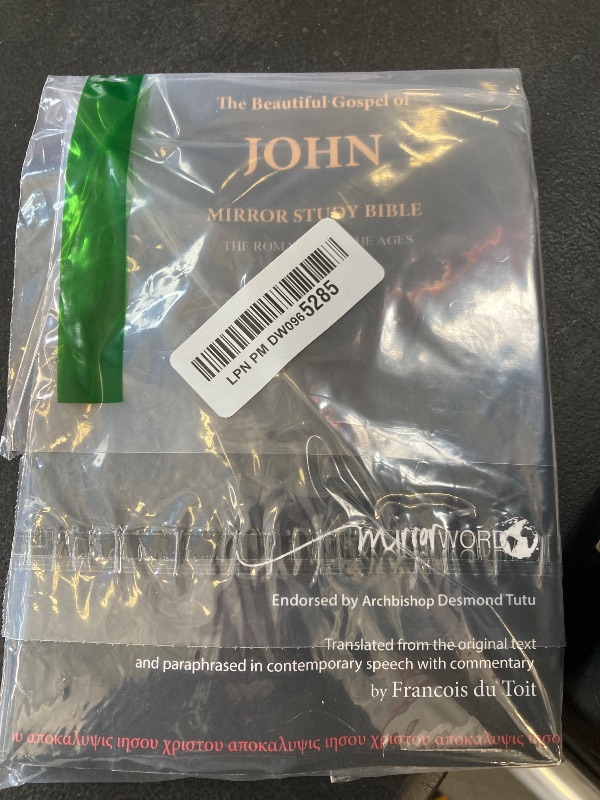 The Beautiful Gospel of
JOHN
MIRROR STUDY BIBLE
THE ROM HE AGES
LPN PM DW0965285
mirrorWORD
Endorsed by Archbishop Desmond Tutu
Translated from the original text
and paraphrased in contemporary speech with commentary
by Francois du Toit
υ αποκαλυψις ιησου χριστου αποκαλυψις ιησου χριστου αποκαλυψις ιησο